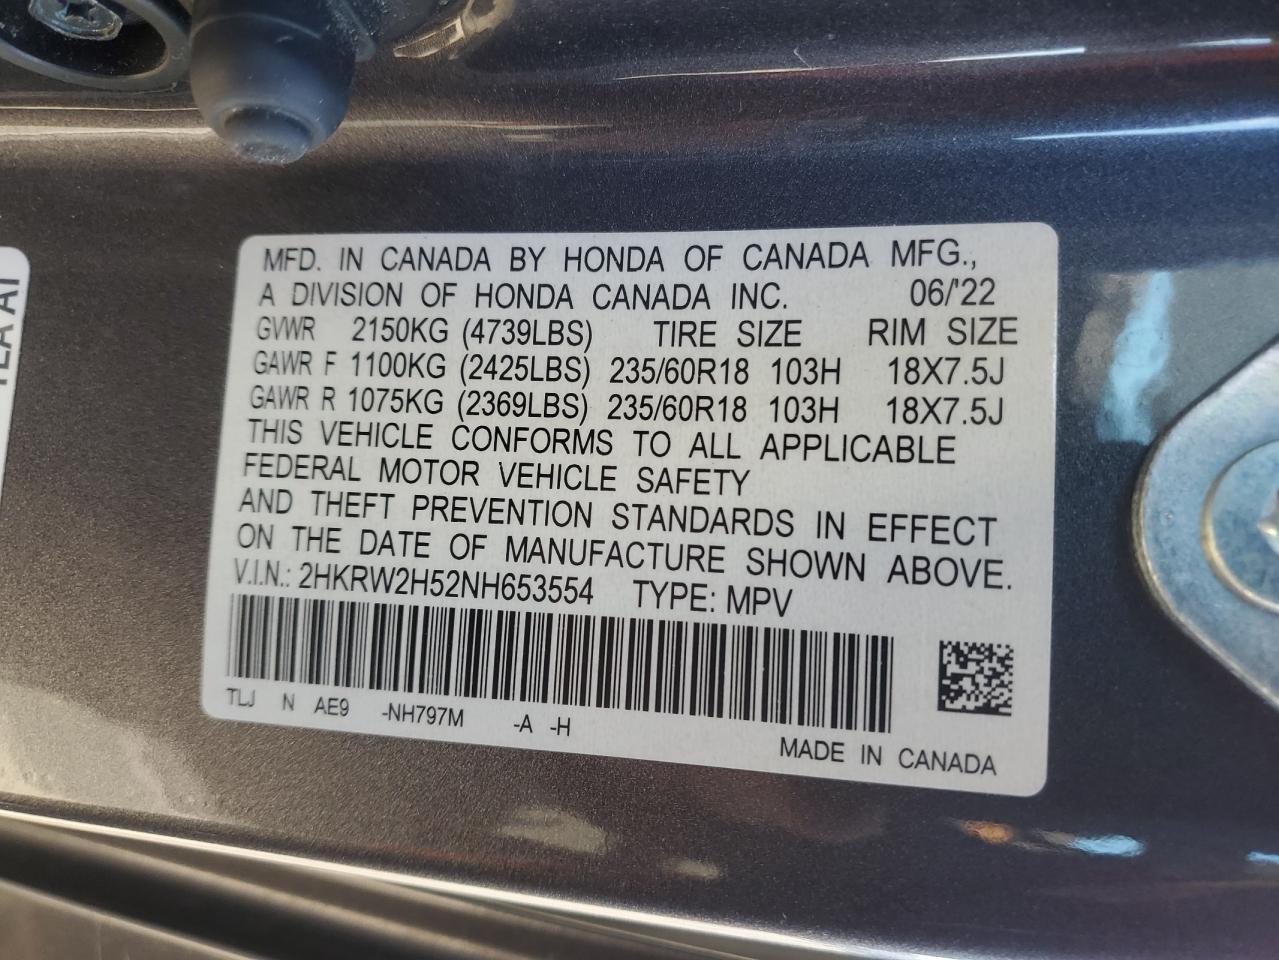 MFD. IN CANADA BY HONDA OF CANADA MFG.,
A DIVISION OF HONDA CANADA INC. 06/'22
GVWR 2150KG (4739LBS) TIRE SIZE RIM SIZE
GAWR F 1100KG (2425LBS) 235/60R18 103H 18X7.5J
GAWR R 1075KG (2369LBS) 235/60R18 103H 18X7.5J
THIS VEHICLE CONFORMS TO ALL APPLICABLE
FEDERAL MOTOR VEHICLE SAFETY
AND THEFT PREVENTION STANDARDS IN EFFECT
ON THE DATE OF MANUFACTURE SHOWN ABOVE.
V.I.N.: 2HKRW2H52NH653554 TYPE: MPV
TLJ N AE9 -NH797M -A -H
MADE IN CANADA